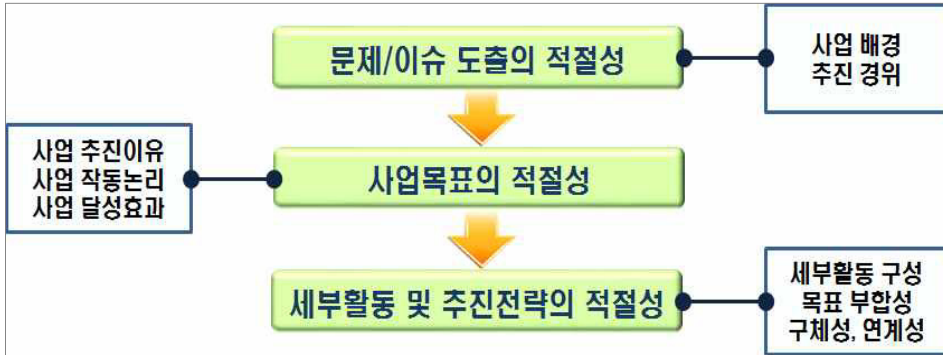 문제/이슈 도출의 적절성
사업 배경
추진 경위
사업 추진이유
사업 작동논리
사업 달성효과
사업목표의 적절성
세부활동 및 추진전략의 적절성
세부활동 구성
목표 부합성
구체성, 연계성